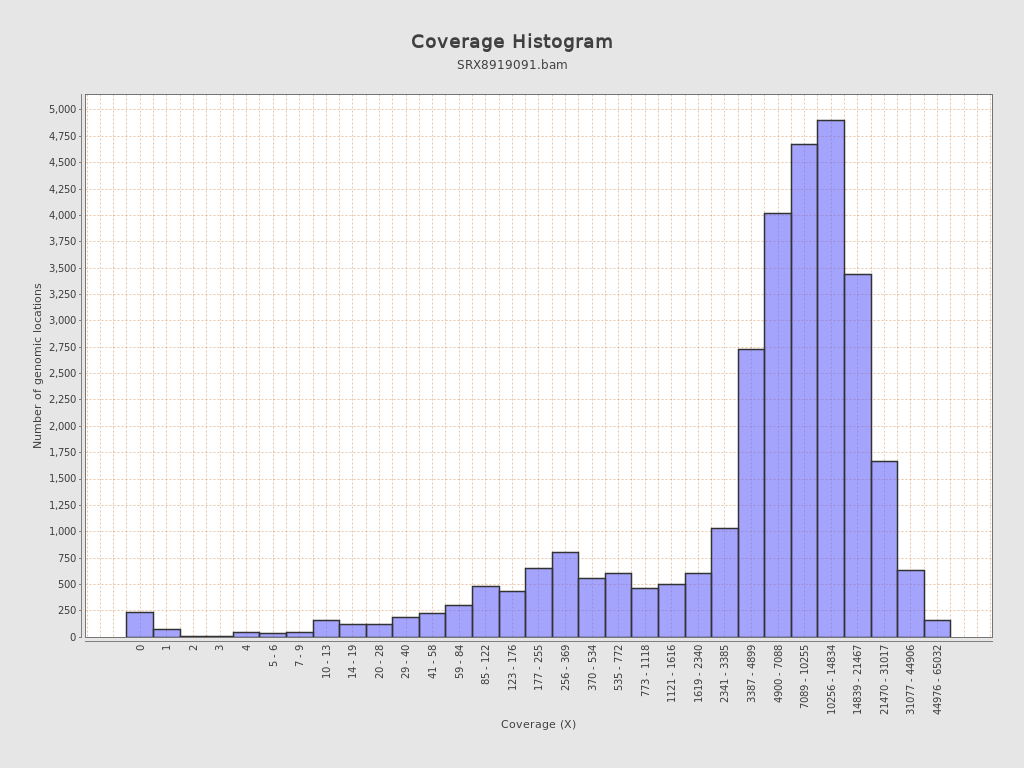 Coverage Histogram
SRX8919091.bam
5,000
4,750
4,500
4,250
4,000
3,750
3,500
3,250
3,000
2,750
2,500
2,250
2,000
1,750
1,500
1,250
1,000
750
500
250
0
Number of genomic locations
0
1
2
3
4
5 - 6
7 - 9
10 - 13
14 - 19
20 - 28
29 - 40
41 - 58
59 - 84
85 - 122
123 - 176
177 - 255
256 - 369
370 - 534
535 - 772
773 - 1118
1121 - 1616
1619 - 2340
2341 - 3385
3387 - 4899
4900 - 7088
7089 - 10255
10256 - 14834
14839 - 21467
21470 - 31017
31077 - 44906
44976 - 65032
Coverage (X)